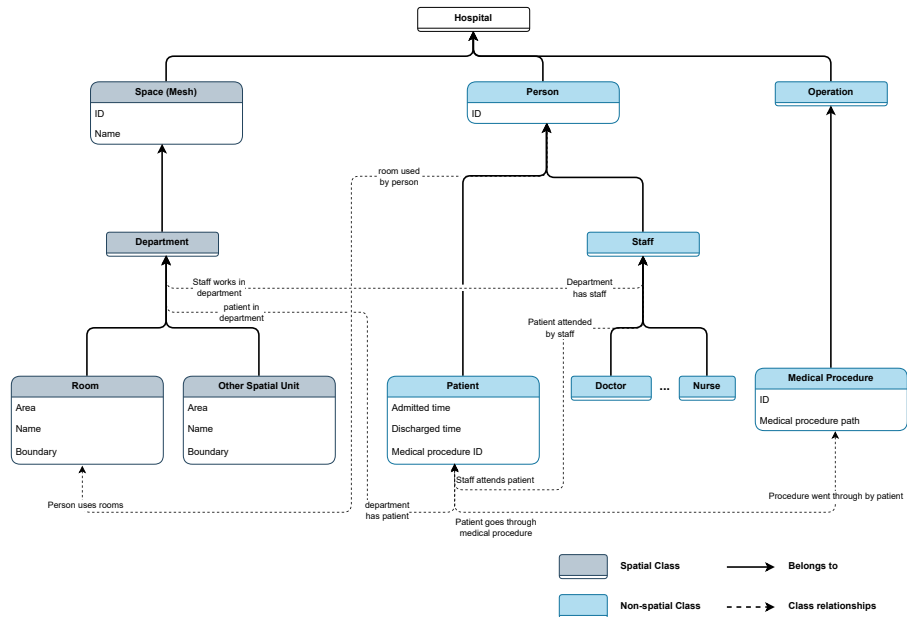 Hospital
Space (Mesh)
ID
Name
Person
ID
Operation
room used
by person
Department
Staff
Staff works in
department
Department
has staff
patient in
department
Patient attended
by staff
Room
Area
Name
Boundary
Other Spatial Unit
Area
Name
Boundary
Patient
Admitted time
Discharged time
Medical procedure ID
Doctor
...
Nurse
Medical Procedure
ID
Medical procedure path
Person uses rooms
department
has patient
Staff attends patient
Patient goes through
medical procedure
Procedure went through by patient
Spatial Class
Belongs to
Non-spatial Class
Class relationships